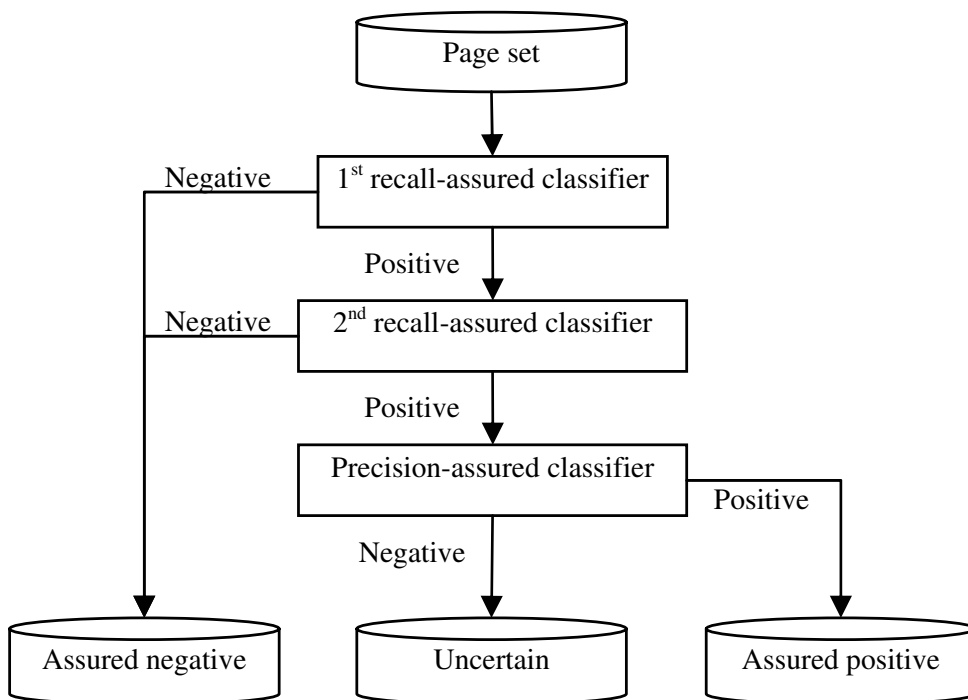 Page set
Negative
1st recall-assured classifier
Positive
Negative
2nd recall-assured classifier
Positive
Precision-assured classifier
Positive
Negative
Assured negative
Uncertain
Assured positive